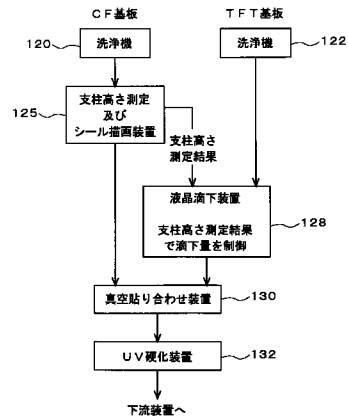 ＣＦ基板
ＴＦＴ基板
120
洗浄機
洗浄機
122
125
支柱高さ測定
及び
シール描画装置
支柱高さ
測定結果
液晶滴下装置
支柱高さ測定結果
で滴下量を制御
128
真空貼り合わせ装置
130
ＵＶ硬化装置
132
下流装置へ